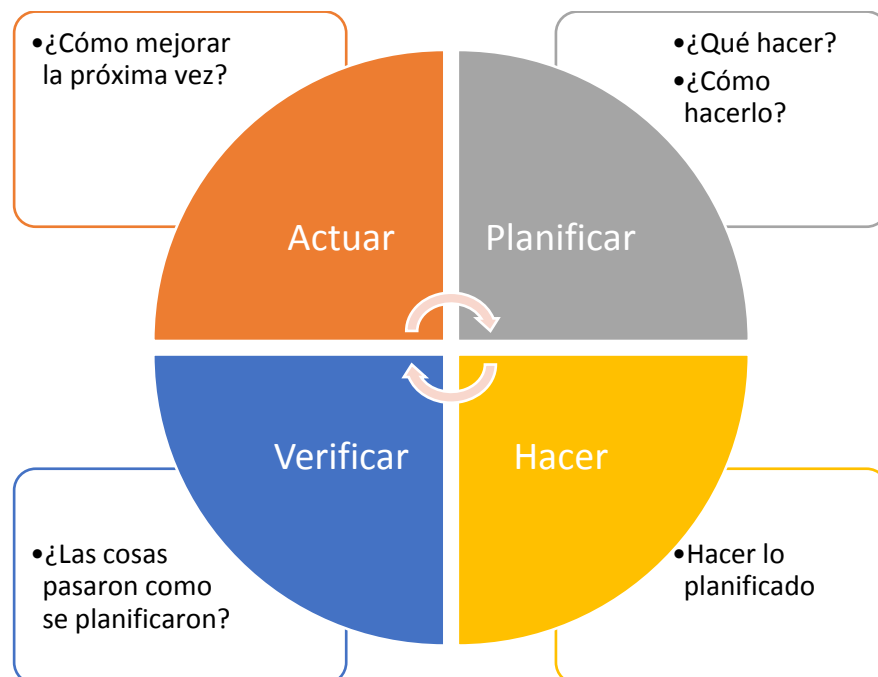 •¿Cómo mejorar
la próxima vez?
•¿Qué hacer?
•¿Cómo
hacerlo?
Actuar
Planificar
Verificar
Hacer
•¿Las cosas
pasaron como
se planificaron?
•Hacer lo
planificado